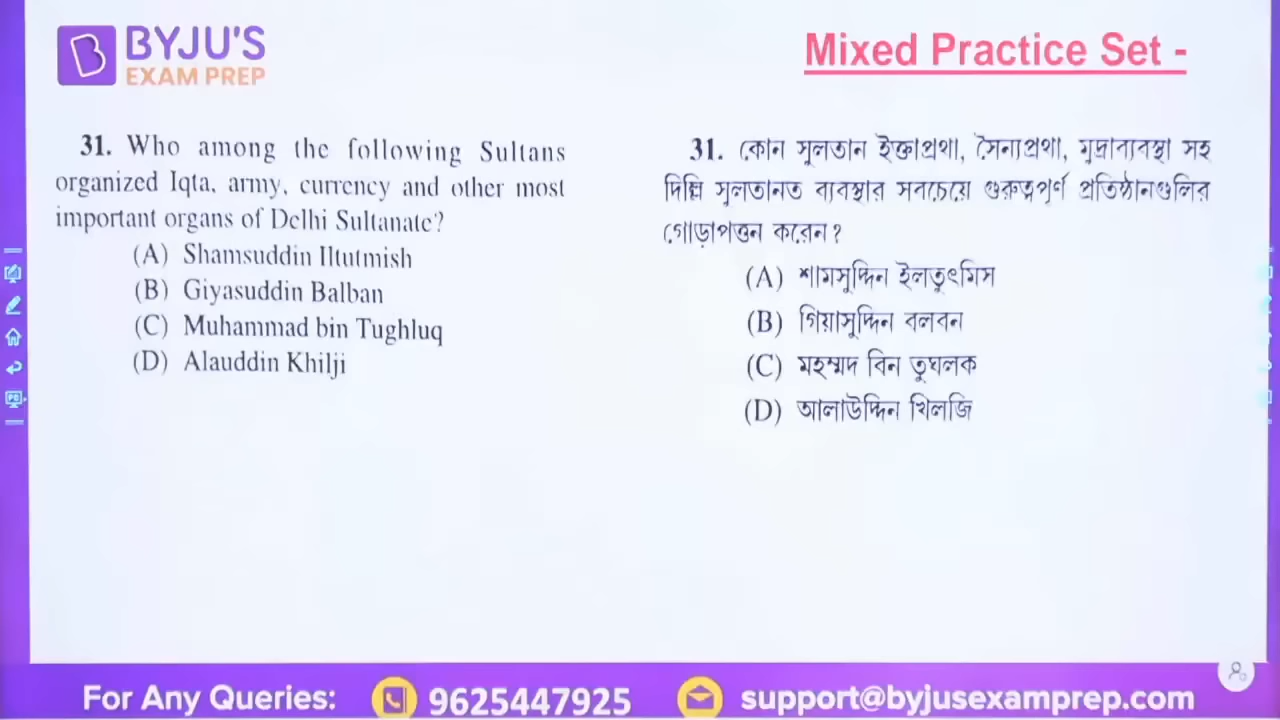 BYJU'S
EXAM PREP
Mixed Practice Set -
31. Who among the following Sultans
organized Iqta, army, currency and other most
important organs of Delhi Sultanate?
(A) Shamsuddin Iltutmish
(B) Giyasuddin Balban
(C) Muhammad bin Tughluq
(D) Alauddin Khilji
31. কোন সুলতান ইক্তাপ্রথা, সৈন্যপ্রথা, মুদ্রাব্যবস্থা সহ
দিল্লি সুলতানত ব্যবস্থার সবচেয়ে গুরুত্বপূর্ণ প্রতিষ্ঠানগুলির
গোড়াপত্তন করেন?
(A) শামসুদ্দিন ইলতুৎমিস
(B) গিয়াসুদ্দিন বলবন
(C) মহম্মদ বিন তুঘলক
(D) আলাউদ্দিন খিলজি
For Any Queries: 9625447925 support@byjusexamprep.com